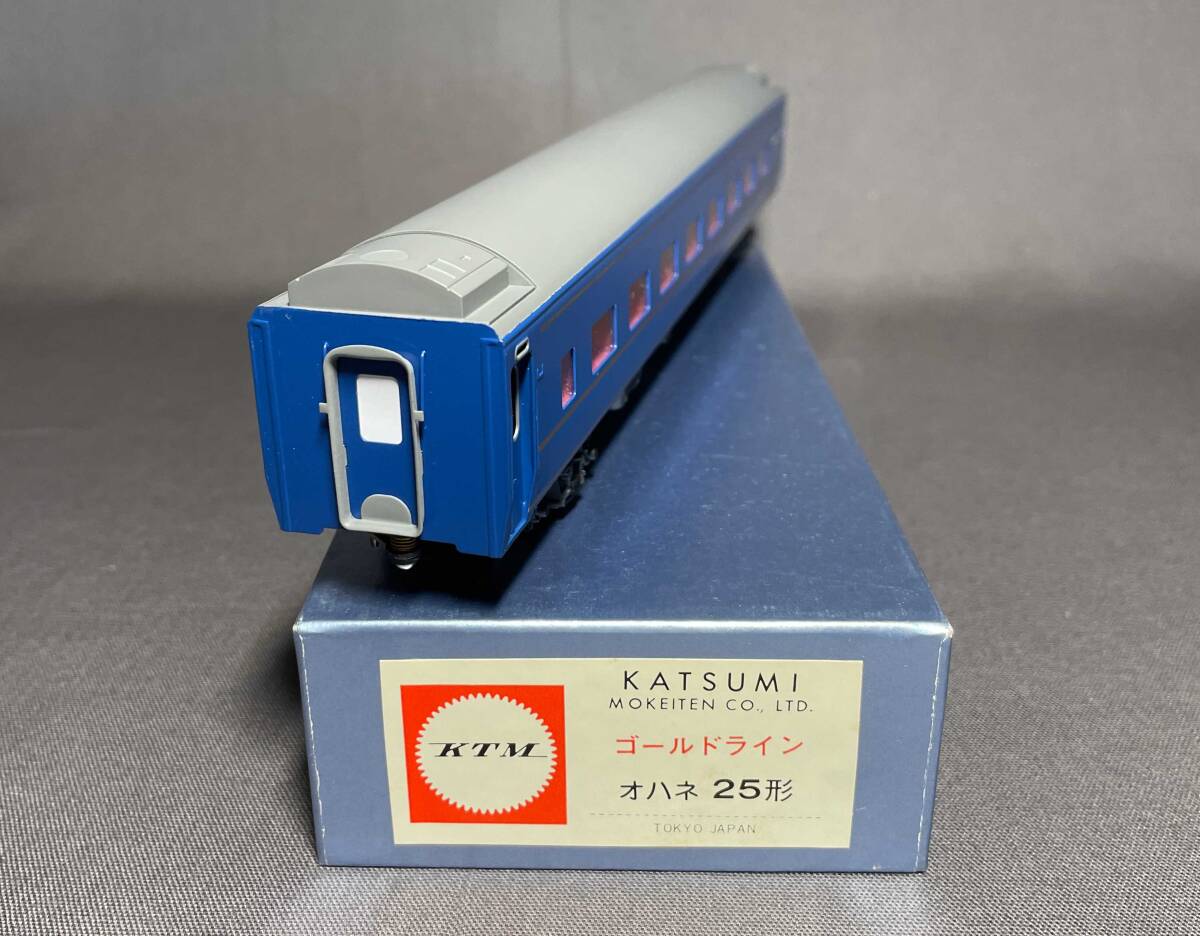 KTM
KATSUMI
MOKEITEN CO., LTD.
ゴールドライン
オハネ 25形
TOKYO JAPAN